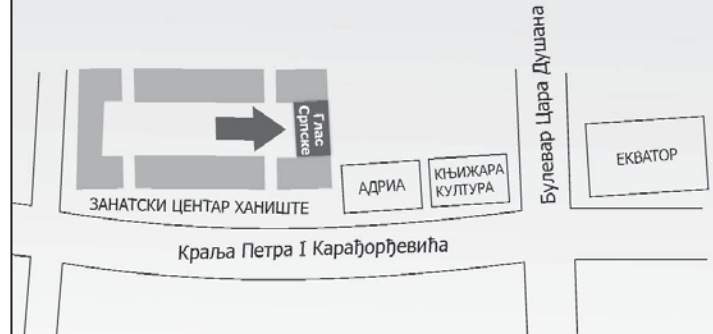 Булевар Цара Душана
Глас
Српске
АДРИА
КЊИЖАРА
КУЛТУРА
ЕКВАТОР
ЗАНАТСКИ ЦЕНТАР ХАНИШТЕ
Краља Петра I Карађорђевића